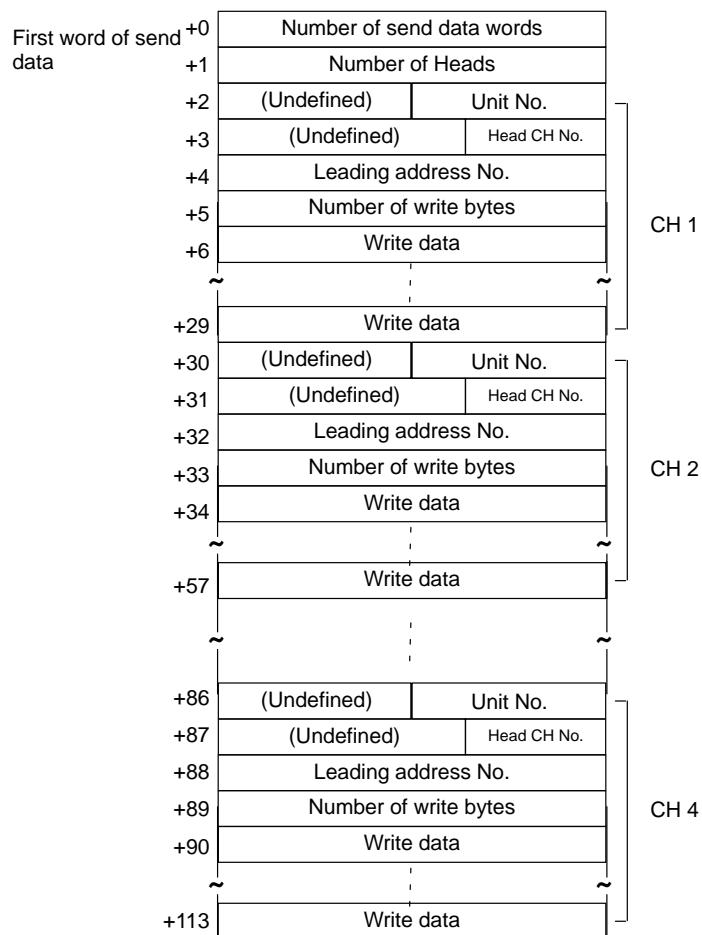 First word of send
data
+0 Number of send data words
+1 Number of Heads
+2 (Undefined) Unit No.
+3 (Undefined) Head CH No.
+4 Leading address No.
+5 Number of write bytes
CH 1
+6 Write data
~ ~
+29 Write data
+30 (Undefined) Unit No.
+31 (Undefined) Head CH No.
+32 Leading address No.
+33 Number of write bytes
CH 2
+34 Write data
~ ~
+57 Write data
~ ~
+86 (Undefined) Unit No.
+87 (Undefined) Head CH No.
+88 Leading address No.
+89 Number of write bytes
CH 4
+90 Write data
~ ~
+113 Write data